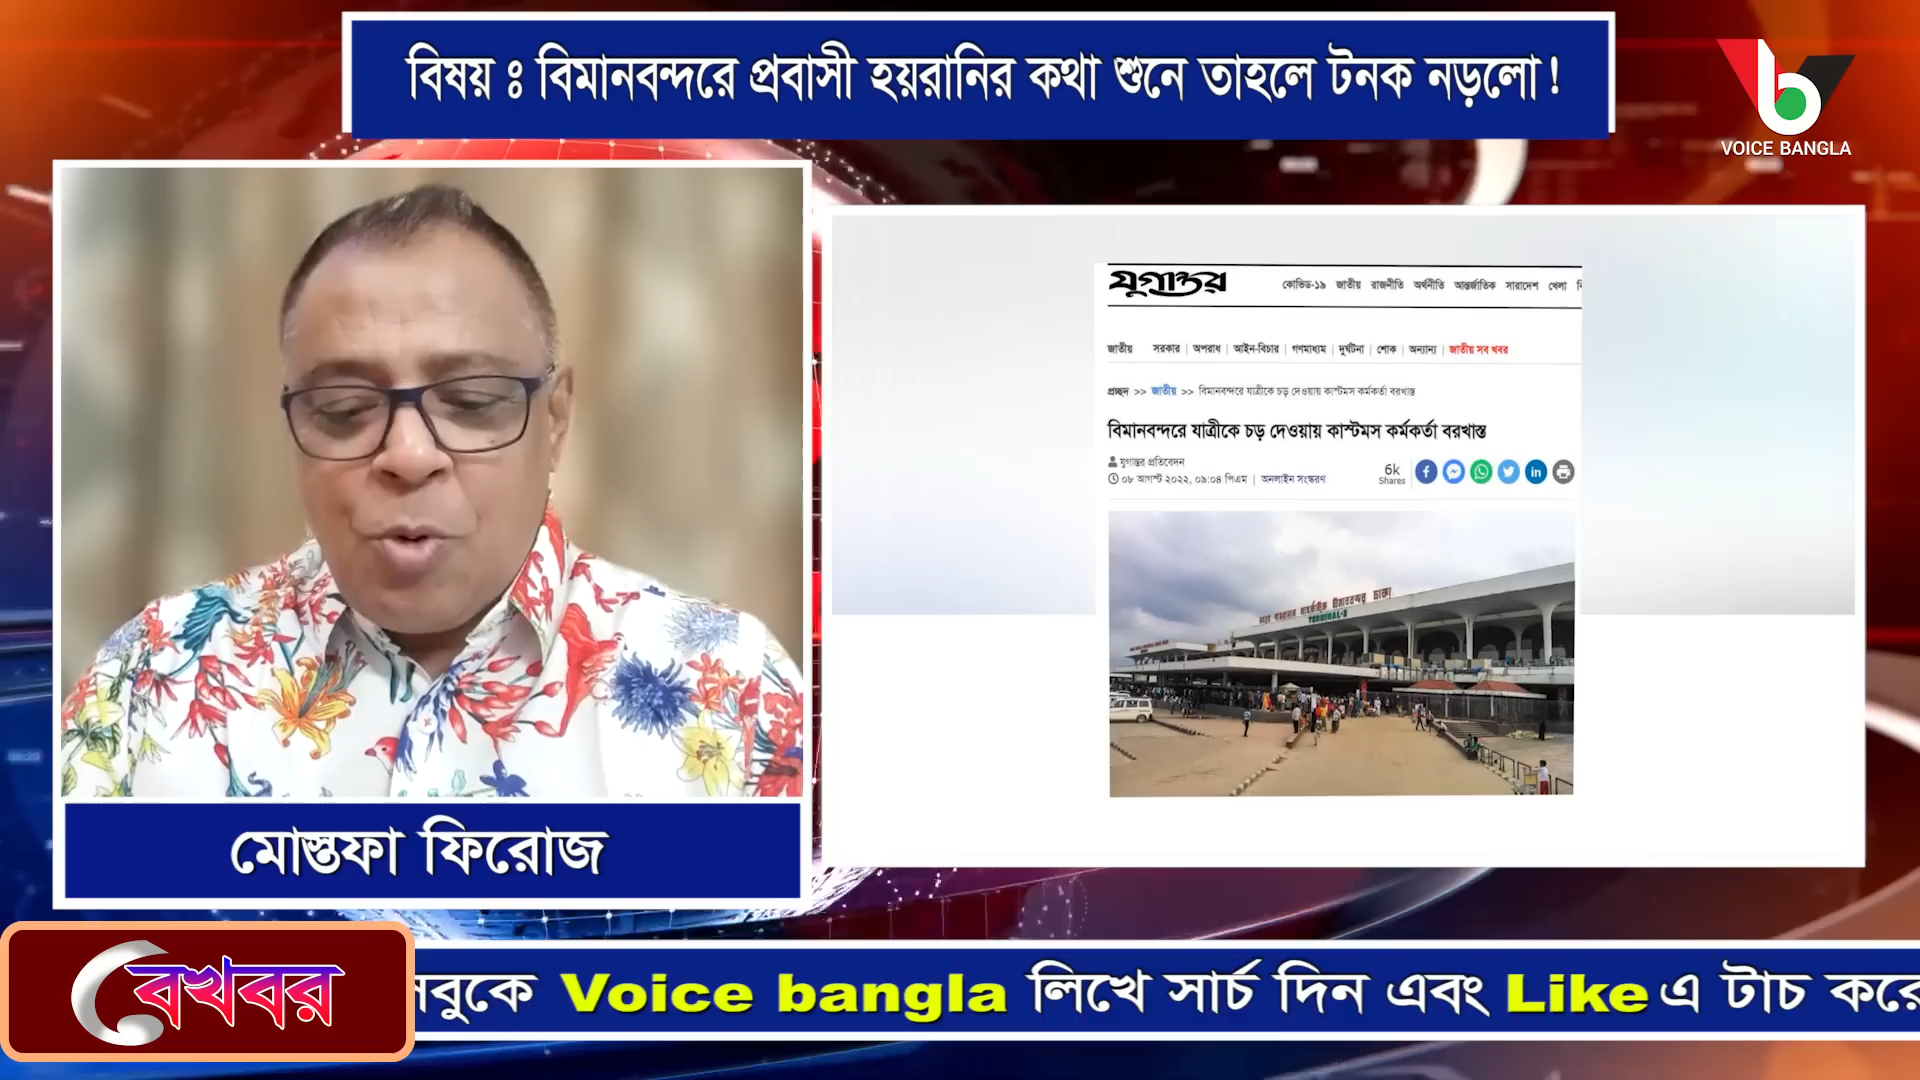 বিষয় ঃ বিমানবন্দরে প্রবাসী হয়রানির কথা শুনে তাহলে টনক নড়লো!
VOICE BANGLA
যুগান্তর
কোভিড-১৯ জাতীয় রাজনীতি অর্থনীতি আন্তর্জাতিক সারাদেশ খেলা
জাতীয় সরকার | অপরাধ | আইন-বিচার | গণমাধ্যম | দুর্ঘটনা | শোক | অন্যান্য | জাতীয় সব খবর
প্রচ্ছদ >> জাতীয় >> বিমানবন্দরে যাত্রীকে চড় দেওয়ায় কাস্টমস কর্মকর্তা বরখাস্ত
বিমানবন্দরে যাত্রীকে চড় দেওয়ায় কাস্টমস কর্মকর্তা বরখাস্ত
যুগান্তর প্রতিবেদন
০৮ আগস্ট ২০২২, ০৯:০৪ পিএম | অনলাইন সংস্করণ
6k
Shares
মোস্তফা ফিরোজ
বেখবর
সবুকে Voice bangla লিখে সার্চ দিন এবং Like এ টাচ করে